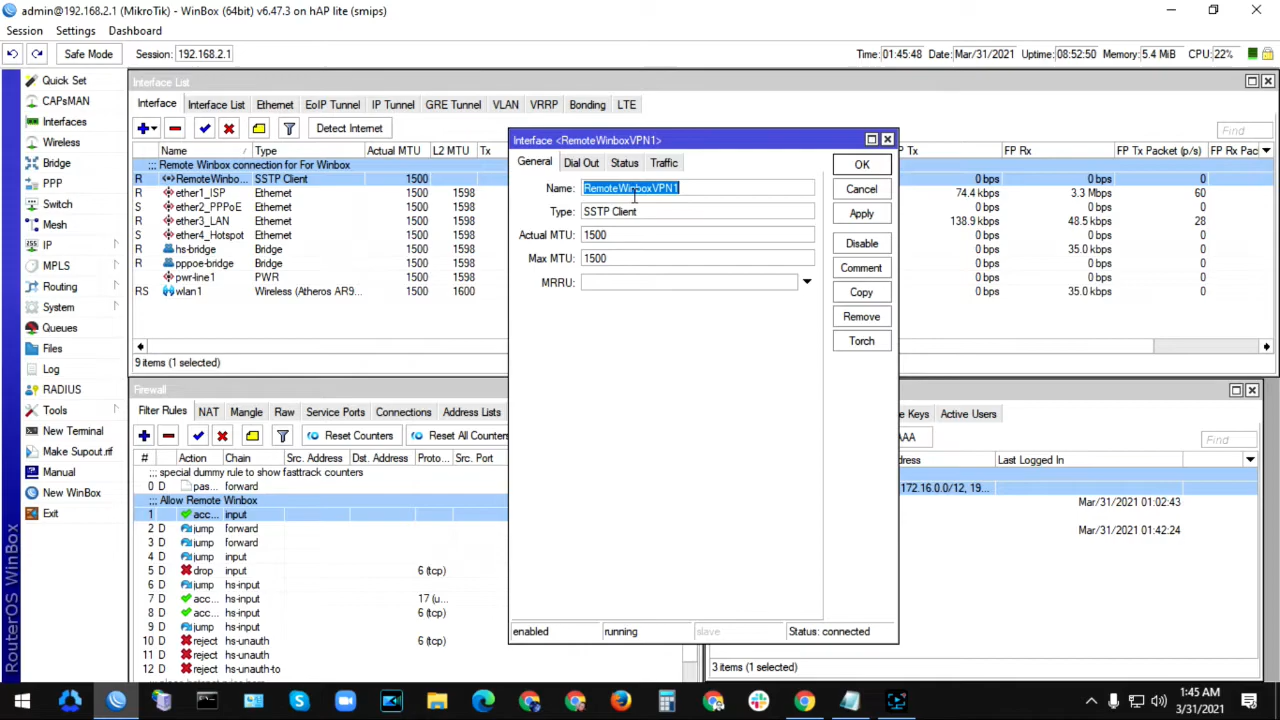 admin@192.168.2.1 (MikroTik) - WinBox (64bit) v6.47.3 on hAP lite (smips)
Session Settings Dashboard
Safe Mode Session: 192.168.2.1 Time: 01:45:48 Date: Mar/31/2021 Uptime: 08:52:50 Memory: 5.4 MiB CPU: 22%
Quick Set
CAPsMAN
Interfaces
Wireless
Bridge
PPP
Switch
Mesh
IP
MPLS
Routing
System
Queues
Files
Log
RADIUS
Tools
New Terminal
Make Supout.rif
Manual
New WinBox
Exit
RouterOS WinBox
Interface List
Interface Interface List Ethernet EoIP Tunnel IP Tunnel GRE Tunnel VLAN VRRP Bonding LTE
Detect Internet Find
Name Type Actual MTU L2 MTU Tx Tx FP Rx FP Tx Packet (p/s) FP Rx Pac
;;; Remote Winbox connection for For Winbox
R RemoteWinbo... SSTP Client 1500 0 bps 0 bps 0
R ether1_ISP Ethernet 1500 1598 74.4 kbps 3.3 Mbps 60
S ether2_PPPoE Ethernet 1500 1598 0 bps 0 bps 0
R ether3_LAN Ethernet 1500 1598 138.9 kbps 48.5 kbps 28
S ether4_Hotspot Ethernet 1500 1598 0 bps 0 bps 0
R hs-bridge Bridge 1500 1598 0 bps 35.0 kbps 0
R pppoe-bridge Bridge 1500 1598 0 bps 0 bps 0
pwr-line1 PWR 1500 1598 0 bps 0 bps 0
RS wlan1 Wireless (Atheros AR9... 1500 1600 0 bps 35.0 kbps 0
9 items (1 selected)
Interface <RemoteWinboxVPN1>
General Dial Out Status Traffic
Name: RemoteWinboxVPN1
Type: SSTP Client
Actual MTU: 1500
Max MTU: 1500
MRRU:
OK
Cancel
Apply
Disable
Comment
Copy
Remove
Torch
enabled running slave Status: connected
Firewall
Filter Rules NAT Mangle Raw Service Ports Connections Address Lists
Reset Counters Reset All Counters
# Action Chain Src. Address Dst. Address Proto... Src. Port
;;; special dummy rule to show fasttrack counters
0 D pas... forward
;;; Allow Remote Winbox
1 acc... input
2 D jump forward
3 D jump forward
4 D jump input
5 D drop input 6 (tcp)
6 D jump hs-input
7 D acc... hs-input 17 (u...
8 D acc... hs-input 6 (tcp)
9 D jump hs-input
10 D reject hs-unauth 6 (tcp)
11 D reject hs-unauth
12 D reject hs-unauth-to
e Keys Active Users
AAA Find
ress Last Logged In
172.16.0.0/12, 19...
Mar/31/2021 01:02:43
Mar/31/2021 01:42:24
3 items (1 selected)
1:45 AM
3/31/2021